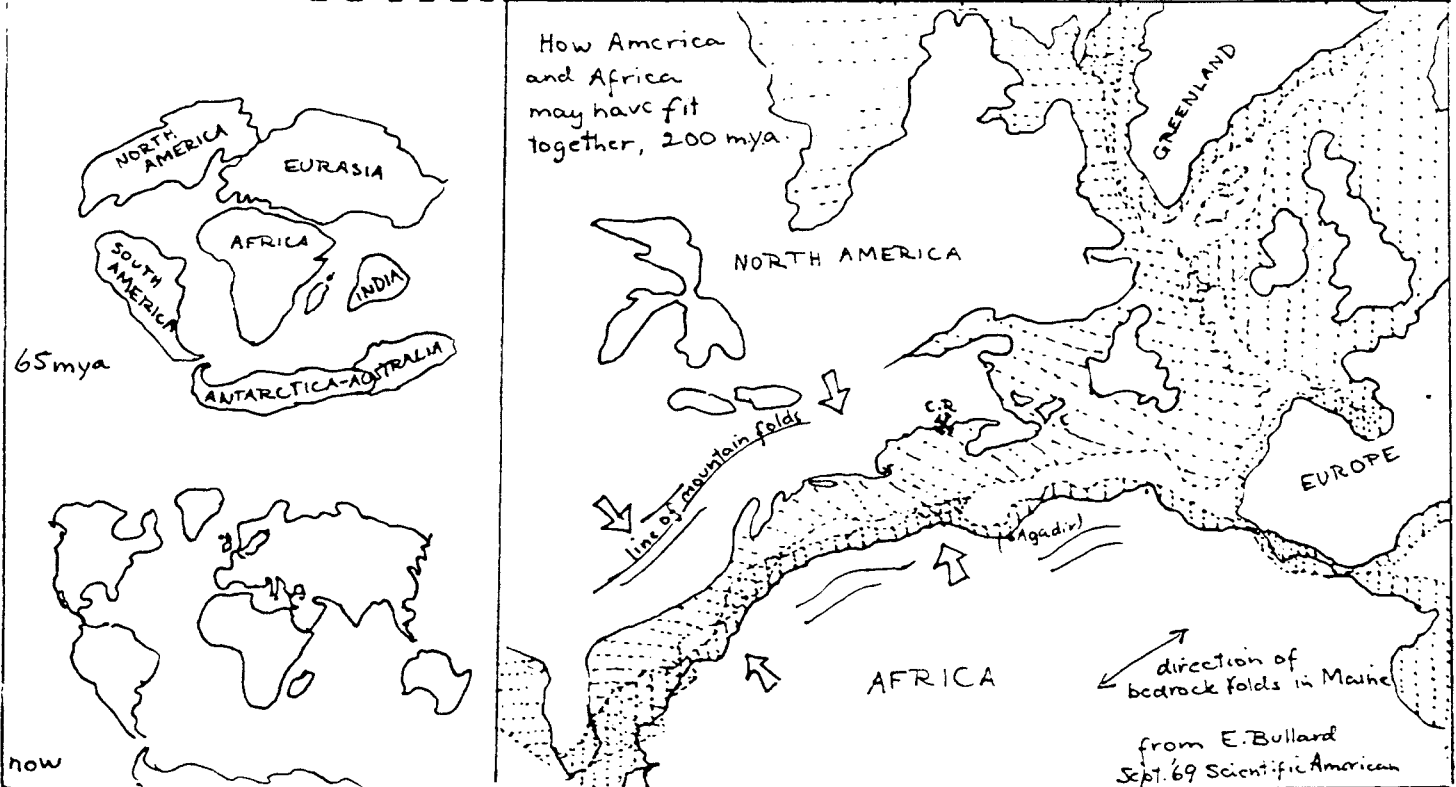 NORTH
AMERICA
EURASIA
AFRICA
SOUTH
AMERICA
INDIA
65 mya
ANTARCTICA-AUSTRALIA
now
How America
and Africa
may have fit
together, 200 m.y.a.
GREENLAND
NORTH AMERICA
C.R.
line of mountain folds
EUROPE
(•Agadir)
AFRICA
direction of
bedrock folds in Maine
from E. Bullard
Sept. '69 Scientific American